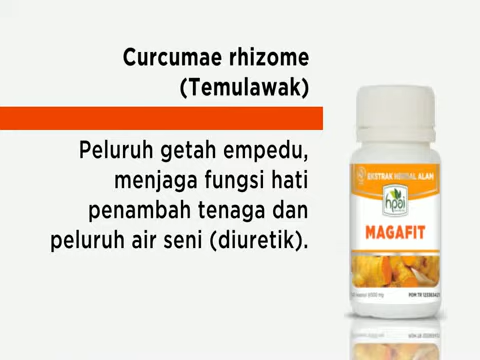 Curcumae rhizome
(Temulawak)
Peluruh getah empedu,
menjaga fungsi hati
penambah tenaga dan
peluruh air seni (diuretik).
EKSTRAK HERBAL ALAMI
hpai
MAGAFIT